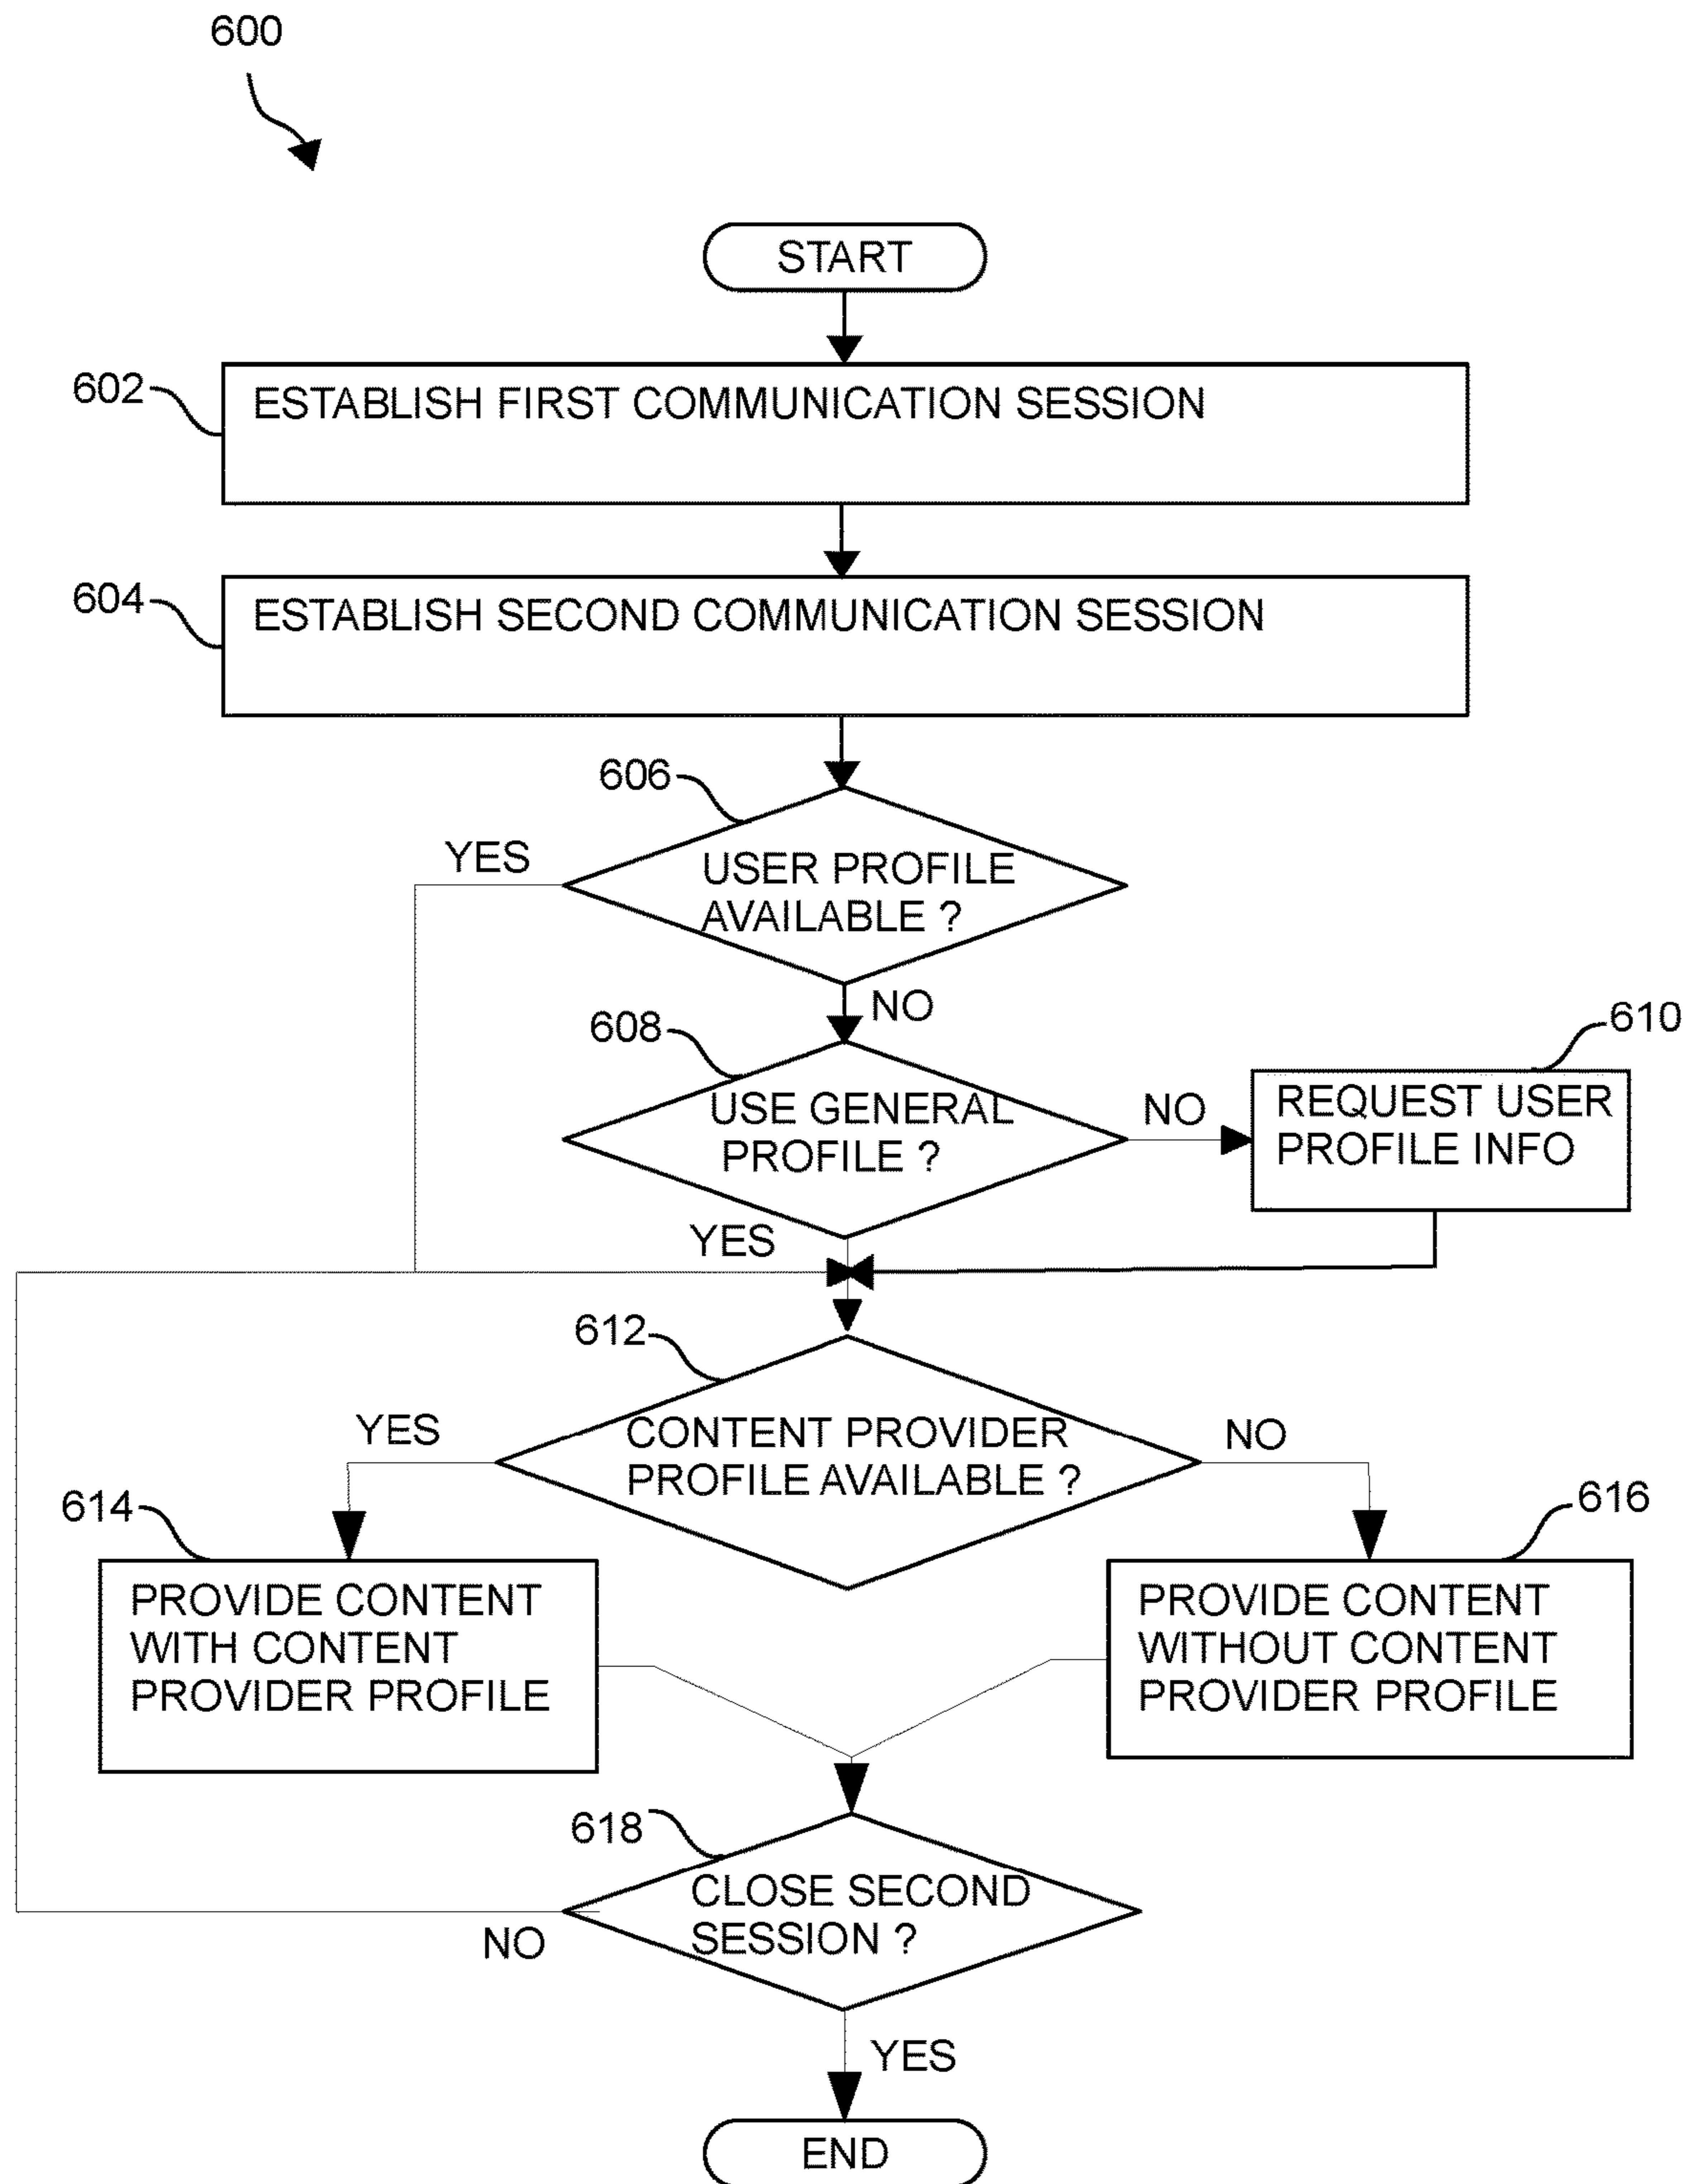 600
START
602
ESTABLISH FIRST COMMUNICATION SESSION
604
ESTABLISH SECOND COMMUNICATION SESSION
606
YES
USER PROFILE
AVAILABLE ?
NO
608
610
USE GENERAL
PROFILE ?
NO
REQUEST USER
PROFILE INFO
YES
612
YES
CONTENT PROVIDER
PROFILE AVAILABLE ?
NO
614
616
PROVIDE CONTENT
WITH CONTENT
PROVIDER PROFILE
PROVIDE CONTENT
WITHOUT CONTENT
PROVIDER PROFILE
618
CLOSE SECOND
SESSION ?
NO
YES
END